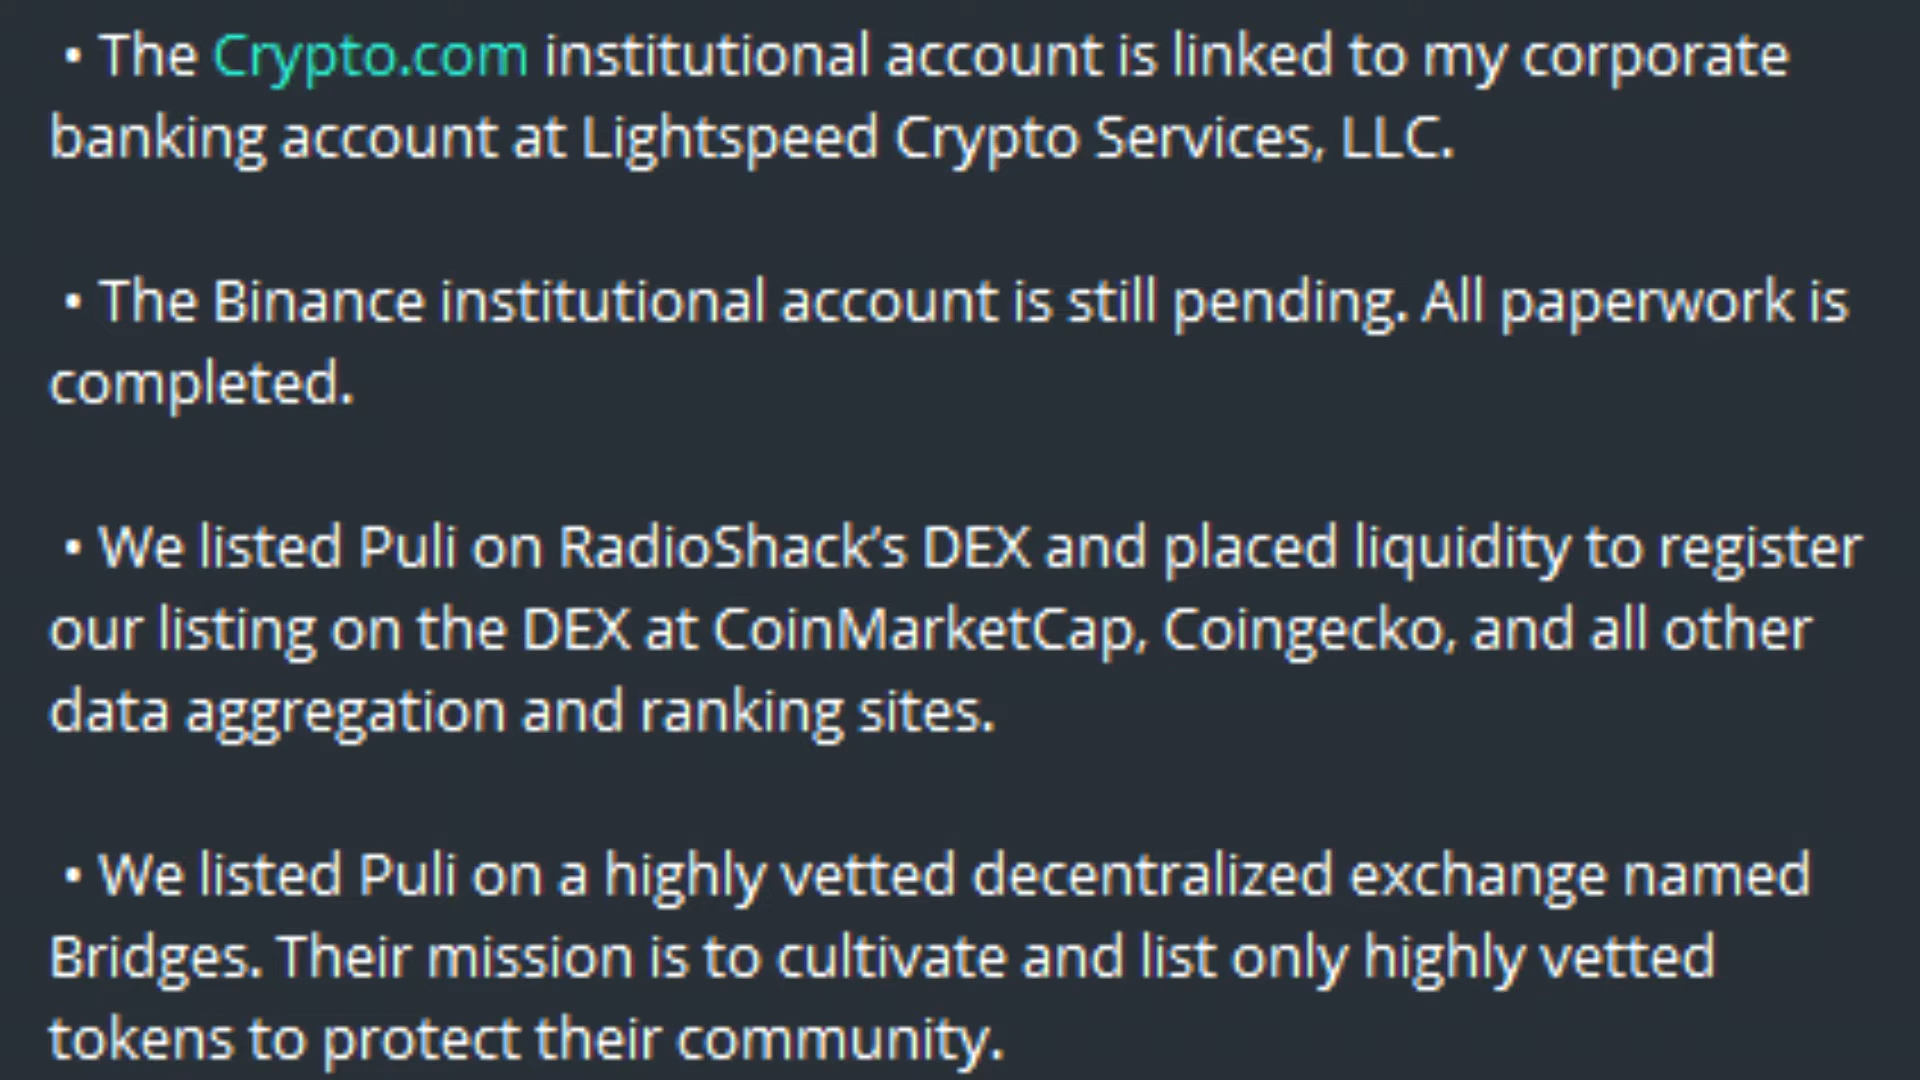 • The Crypto.com institutional account is linked to my corporate
banking account at Lightspeed Crypto Services, LLC.
• The Binance institutional account is still pending. All paperwork is
completed.
• We listed Puli on RadioShack’s DEX and placed liquidity to register
our listing on the DEX at CoinMarketCap, Coingecko, and all other
data aggregation and ranking sites.
• We listed Puli on a highly vetted decentralized exchange named
Bridges. Their mission is to cultivate and list only highly vetted
tokens to protect their community.